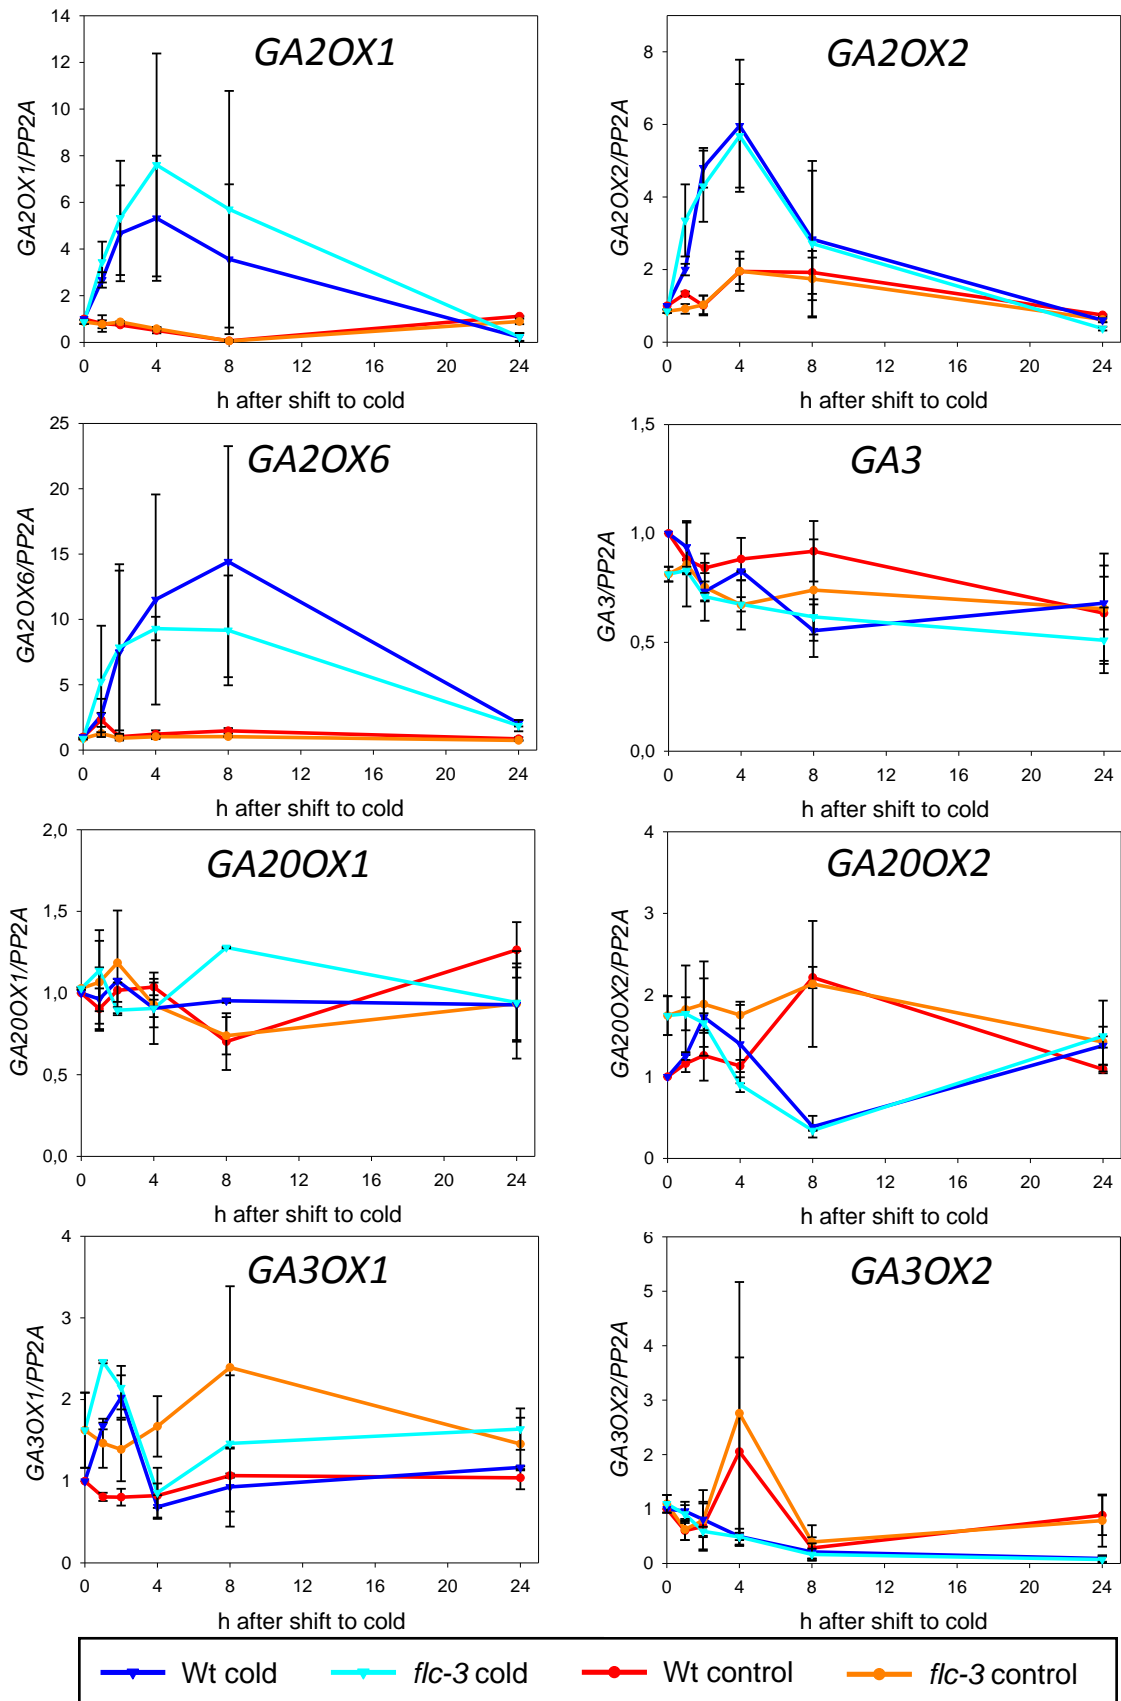 GA2OX1
GA2OX1/PP2A
14
12
10
8
6
4
2
0
0 4 8 12 16 20 24
h after shift to cold
GA2OX2
GA2OX2/PP2A
8
6
4
2
0
0 4 8 12 16 20 24
h after shift to cold
GA2OX6
GA2OX6/PP2A
25
20
15
10
5
0
0 4 8 12 16 20 24
h after shift to cold
GA3
GA3/PP2A
1,5
1,0
0,5
0,0
0 4 8 12 16 20 24
h after shift to cold
GA20OX1
GA20OX1/PP2A
2,0
1,5
1,0
0,5
0,0
0 4 8 12 16 20 24
h after shift to cold
GA20OX2
GA20OX2/PP2A
4
3
2
1
0
0 4 8 12 16 20 24
h after shift to cold
GA3OX1
GA3OX1/PP2A
4
3
2
1
0
0 4 8 12 16 20 24
h after shift to cold
GA3OX2
GA3OX2/PP2A
6
5
4
3
2
1
0
0 4 8 12 16 20 24
h after shift to cold
Wt cold flc-3 cold Wt control flc-3 control